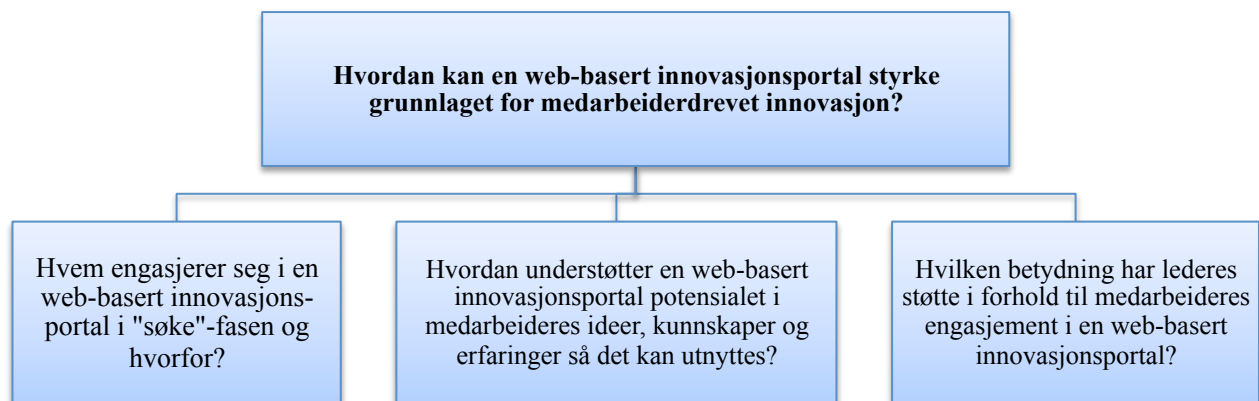 Hvordan kan en web-basert innovasjonsportal styrke
grunnlaget for medarbeiderdrevet innovasjon?
Hvem engasjerer seg i en
web-basert innovasjons-
portal i "søke"-fasen og
hvorfor?
Hvordan understøtter en web-basert
innovasjonsportal potensialet i
medarbeideres ideer, kunnskaper og
erfaringer så det kan utnyttes?
Hvilken betydning har lederes
støtte i forhold til medarbeideres
engasjement i en web-basert
innovasjonsportal?